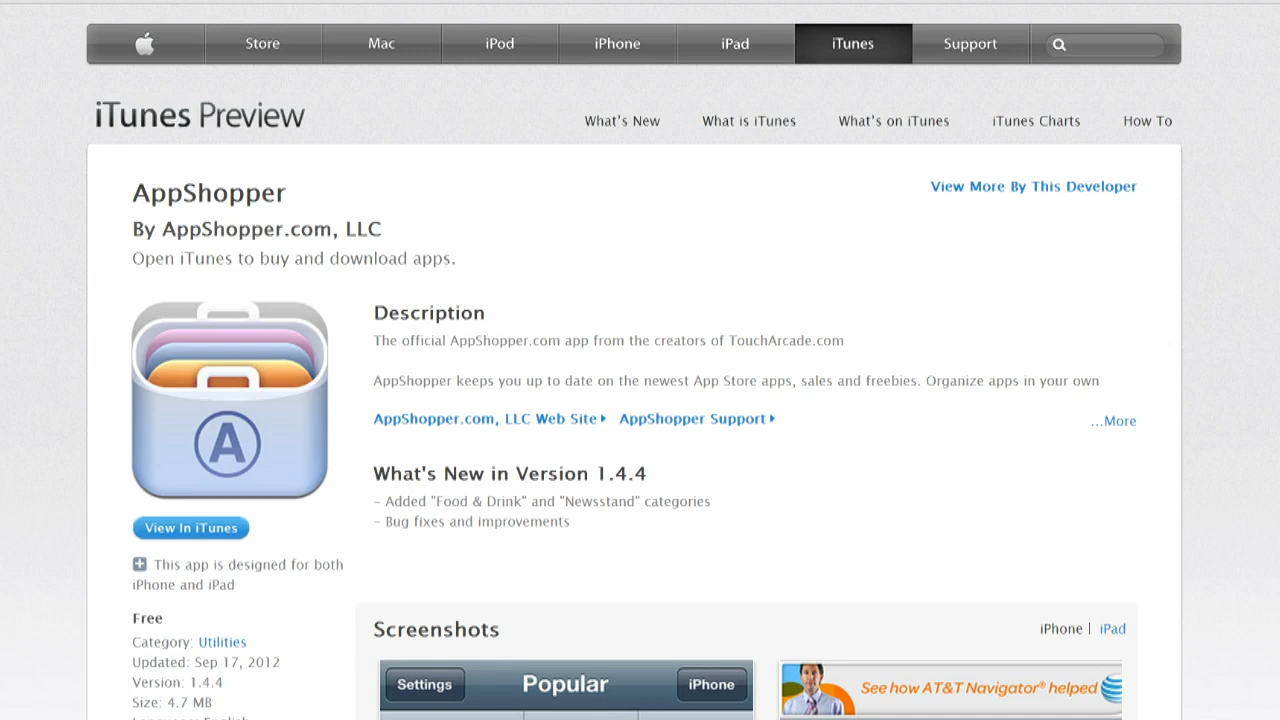 Store Mac iPod iPhone iPad iTunes Support
iTunes Preview
What's New What is iTunes What's on iTunes iTunes Charts How To
AppShopper
View More By This Developer
By AppShopper.com, LLC
Open iTunes to buy and download apps.
Description
The official AppShopper.com app from the creators of TouchArcade.com
AppShopper keeps you up to date on the newest App Store apps, sales and freebies. Organize apps in your own
AppShopper.com, LLC Web Site AppShopper Support ...More
A
What's New in Version 1.4.4
- Added "Food & Drink" and "Newsstand" categories
- Bug fixes and improvements
View In iTunes
This app is designed for both
iPhone and iPad
Free
Category: Utilities
Updated: Sep 17, 2012
Version: 1.4.4
Size: 4.7 MB
Language: English
Screenshots
iPhone | iPad
Settings Popular iPhone
See how AT&T Navigator® helped